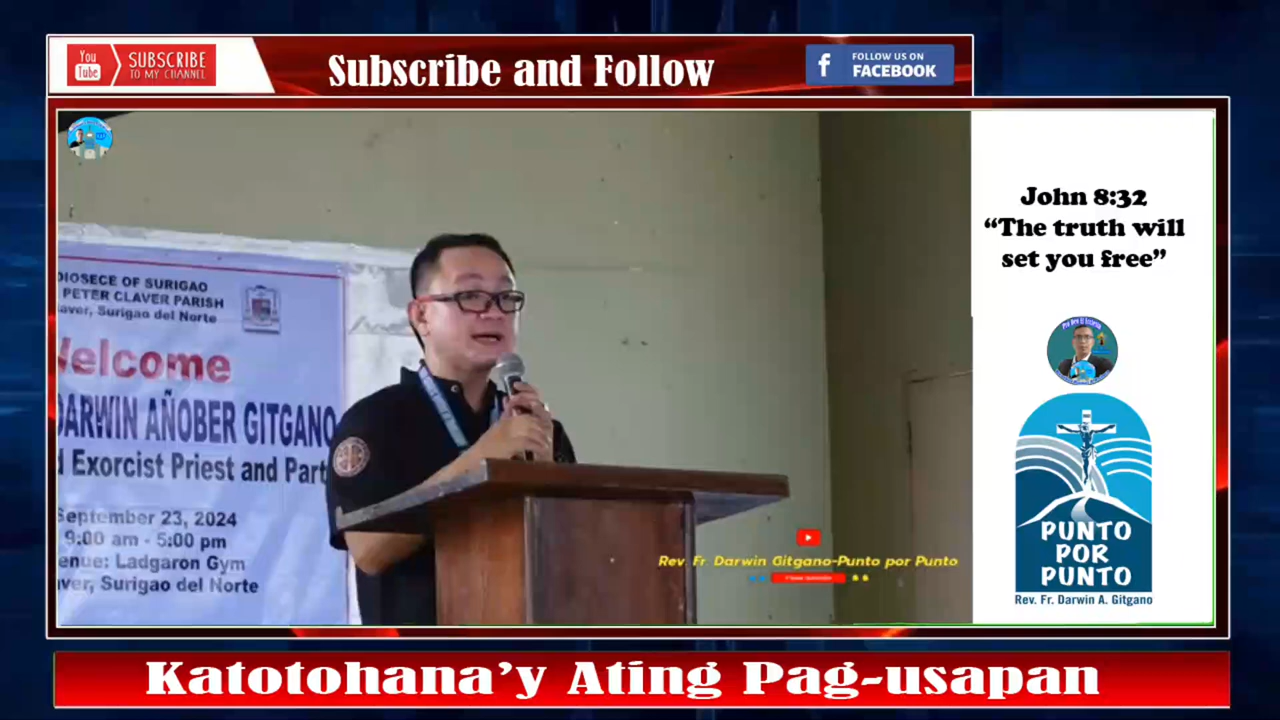 You
Tube
SUBSCRIBE
TO MY CHANNEL
Subscribe and Follow
f
FOLLOW US ON
FACEBOOK
DIOSECE OF SURIGAO
PETER CLAVER PARISH
aver, Surigao del Norte
Welcome
DARWIN AÑOBER GITGANO
d Exorcist Priest and Part
September 23, 2024
9:00 am - 5:00 pm
enue: Ladgaron Gym
aver, Surigao del Norte
Rev. Fr. Darwin Gitgano-Punto por Punto
John 8:32
“The truth will
set you free”
PUNTO
POR
PUNTO
Rev. Fr. Darwin A. Gitgano
Katotohana’y Ating Pag-usapan